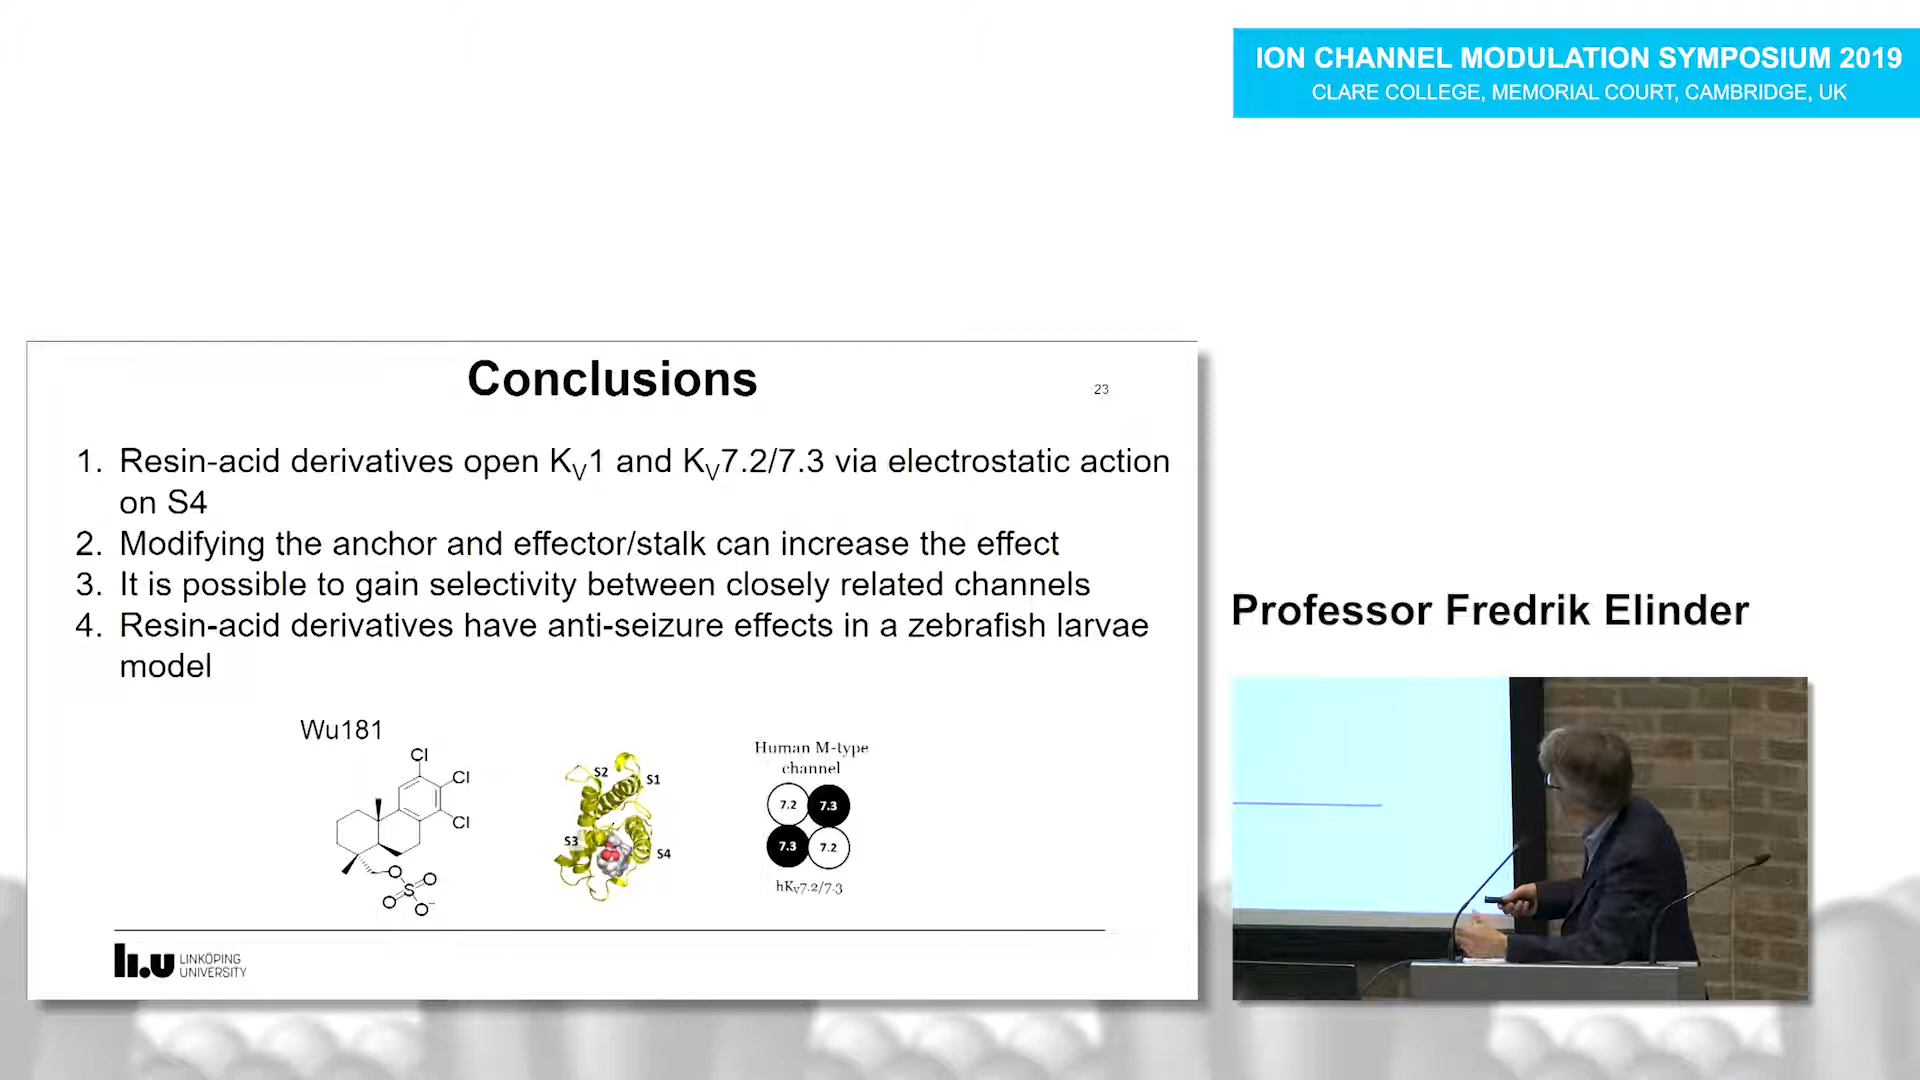 ION CHANNEL MODULATION SYMPOSIUM 2019
CLARE COLLEGE, MEMORIAL COURT, CAMBRIDGE, UK
Conclusions
23
1. Resin-acid derivatives open KV1 and KV7.2/7.3 via electrostatic action
on S4
2. Modifying the anchor and effector/stalk can increase the effect
3. It is possible to gain selectivity between closely related channels
4. Resin-acid derivatives have anti-seizure effects in a zebrafish larvae
model
Wu181
Cl
Cl
Cl
O
O
S
O
O-
S2
S1
S3
S4
Human M-type
channel
7.2
7.3
7.3
7.2
hKV7.2/7.3
li.u LINKÖPING
UNIVERSITY
Professor Fredrik Elinder